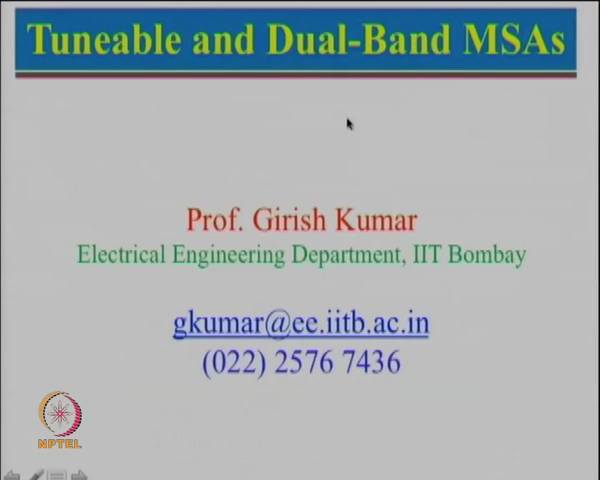 Tuneable and Dual-Band MSAs
Prof. Girish Kumar
Electrical Engineering Department, IIT Bombay
gkumar@ee.iitb.ac.in
(022) 2576 7436
NPTEL